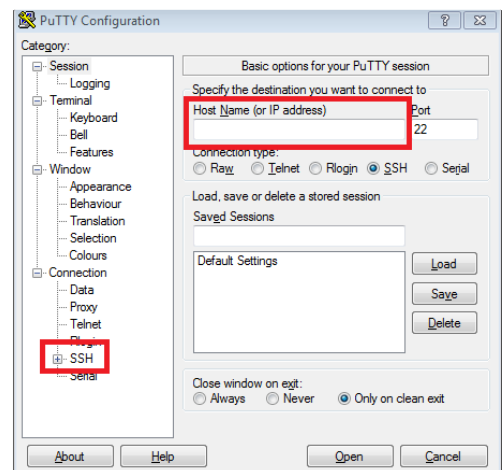 PuTTY Configuration
Category:
Session
Logging
Terminal
Keyboard
Bell
Features
Window
Appearance
Behaviour
Translation
Selection
Colours
Connection
Data
Proxy
Telnet
Rlogin
SSH
Serial
Basic options for your PuTTY session
Specify the destination you want to connect to
Host Name (or IP address)
Port
22
Connection type:
Raw Telnet Rlogin SSH Serial
Load, save or delete a stored session
Saved Sessions
Default Settings
Load
Save
Delete
Close window on exit:
Always Never Only on clean exit
About Help Open Cancel